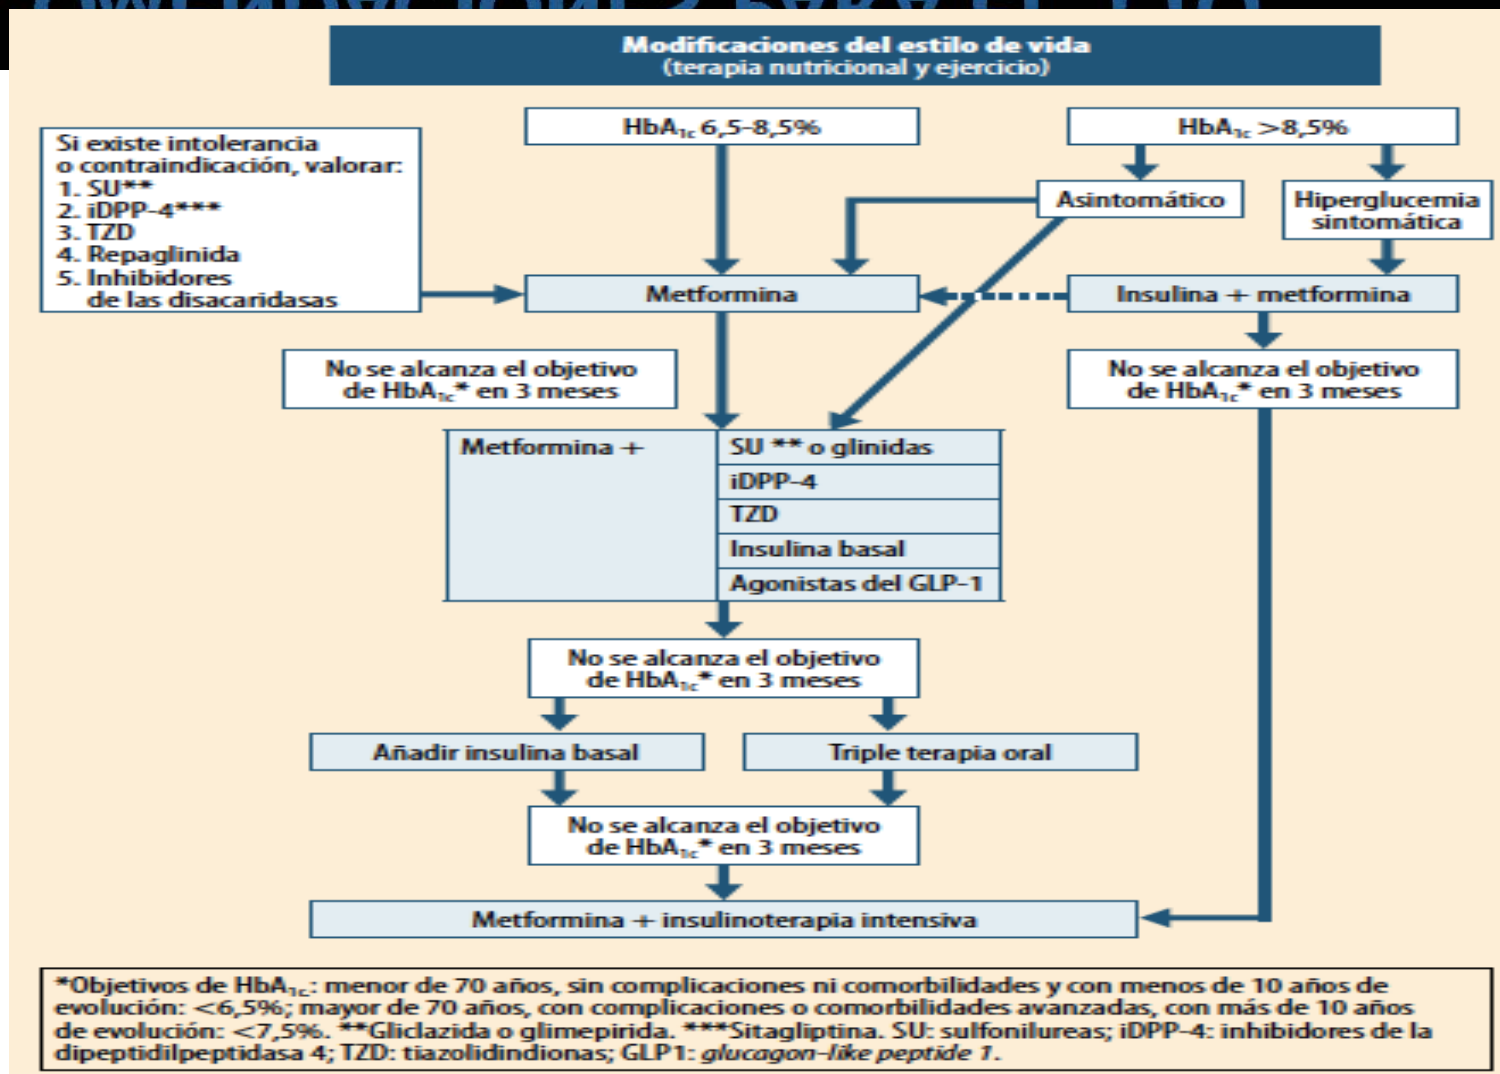 Modificaciones del estilo de vida
(terapia nutricional y ejercicio)
HbA1c 6,5-8,5%
HbA1c >8,5%
Si existe intolerancia
o contraindicación, valorar:
1. SU**
2. iDPP-4***
3. TZD
4. Repaglinida
5. Inhibidores
de las disacaridasas
Asintomático
Hiperglucemia
sintomática
Metformina
Insulina + metformina
No se alcanza el objetivo
de HbA1c* en 3 meses
No se alcanza el objetivo
de HbA1c* en 3 meses
Metformina +
SU ** o glinidas
iDPP-4
TZD
Insulina basal
Agonistas del GLP-1
No se alcanza el objetivo
de HbA1c* en 3 meses
Añadir insulina basal
Triple terapia oral
No se alcanza el objetivo
de HbA1c* en 3 meses
Metformina + insulinoterapia intensiva
*Objetivos de HbA1c: menor de 70 años, sin complicaciones ni comorbilidades y con menos de 10 años de
evolución: <6,5%; mayor de 70 años, con complicaciones o comorbilidades avanzadas, con más de 10 años
de evolución: <7,5%. **Gliclazida o glimepirida. ***Sitagliptina. SU: sulfonilureas; iDPP-4: inhibidores de la
dipeptidilpeptidasa 4; TZD: tiazolidindionas; GLP1: glucagon-like peptide 1.